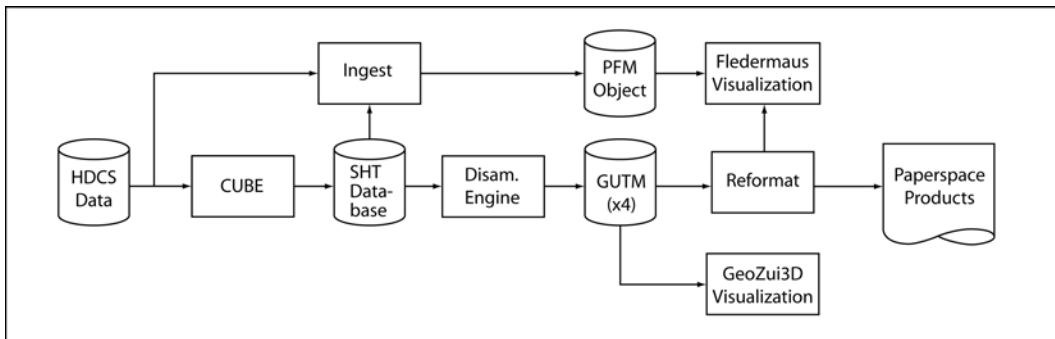 Ingest
PFM
Object
Fledermaus
Visualization
HDCS
Data
CUBE
SHT
Data-
base
Disam.
Engine
GUTM
(x4)
Reformat
Paperspace
Products
GeoZui3D
Visualization